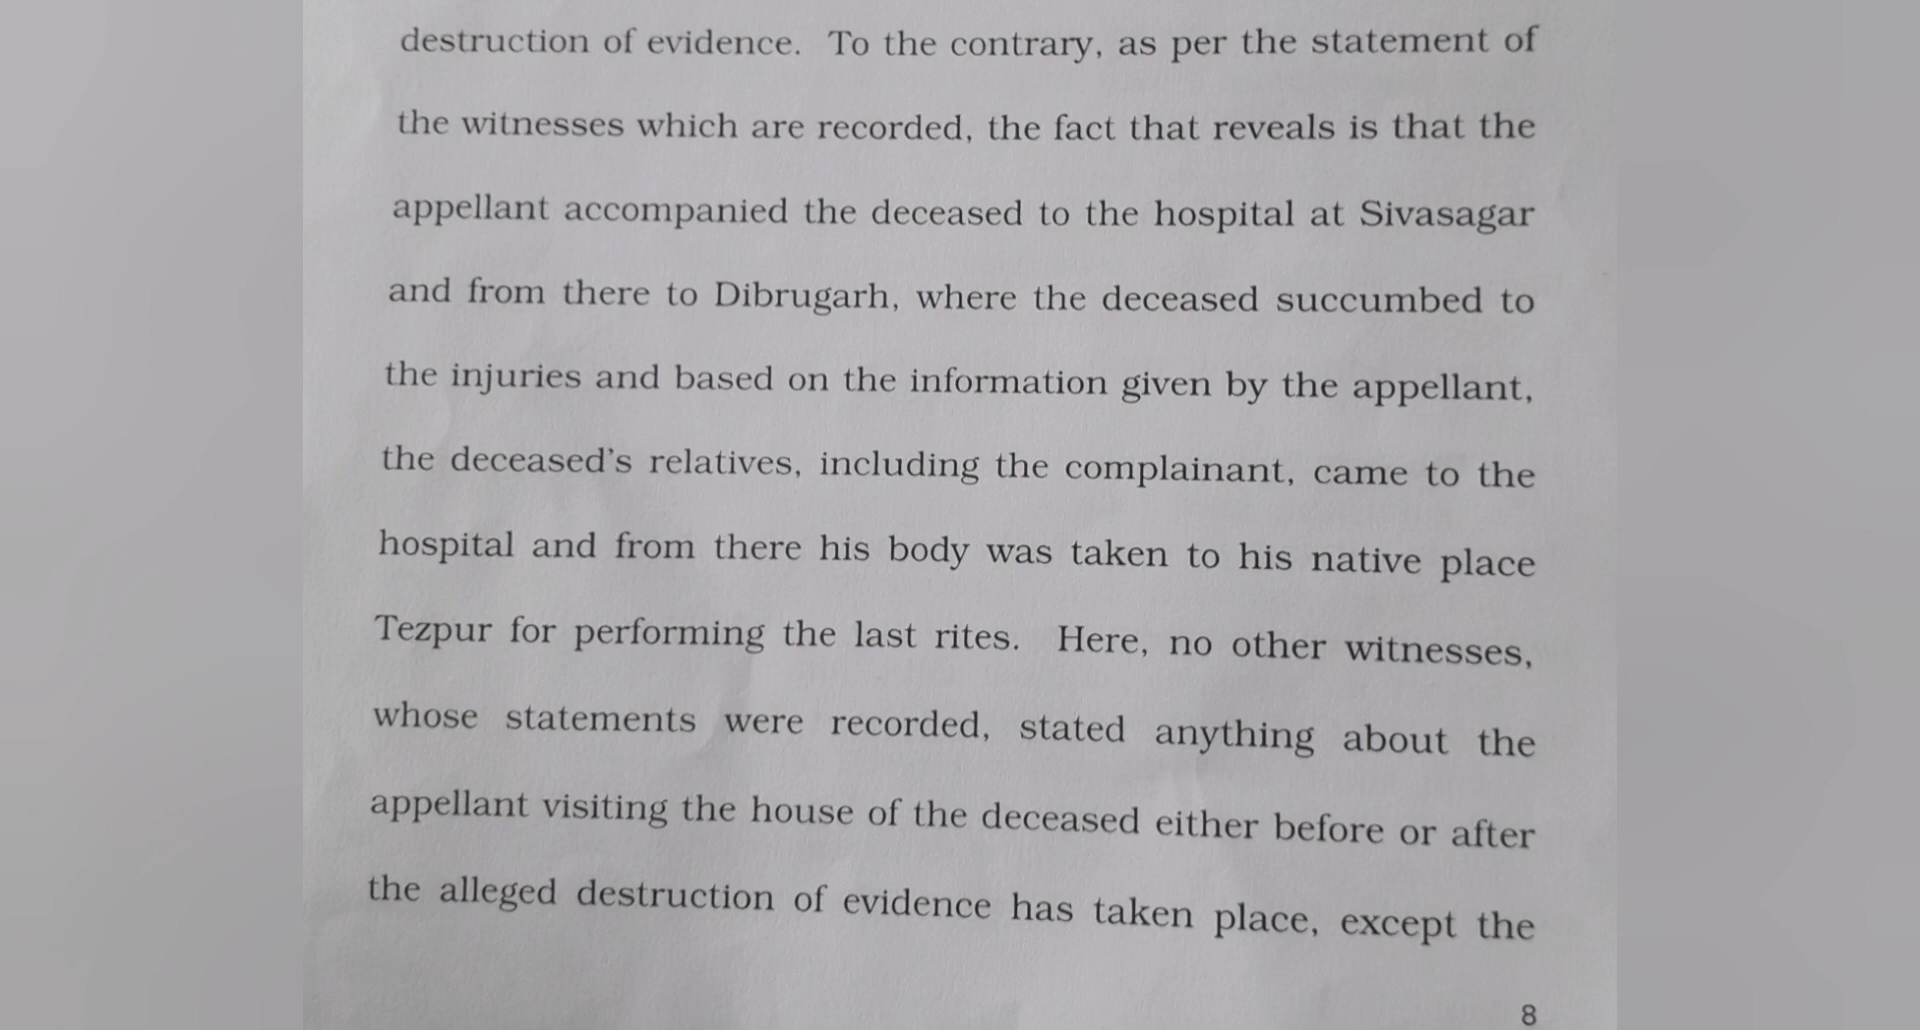 destruction of evidence. To the contrary, as per the statement of
the witnesses which are recorded, the fact that reveals is that the
appellant accompanied the deceased to the hospital at Sivasagar
and from there to Dibrugarh, where the deceased succumbed to
the injuries and based on the information given by the appellant,
the deceased's relatives, including the complainant, came to the
hospital and from there his body was taken to his native place
Tezpur for performing the last rites. Here, no other witnesses,
whose statements were recorded, stated anything about the
appellant visiting the house of the deceased either before or after
the alleged destruction of evidence has taken place, except the
8